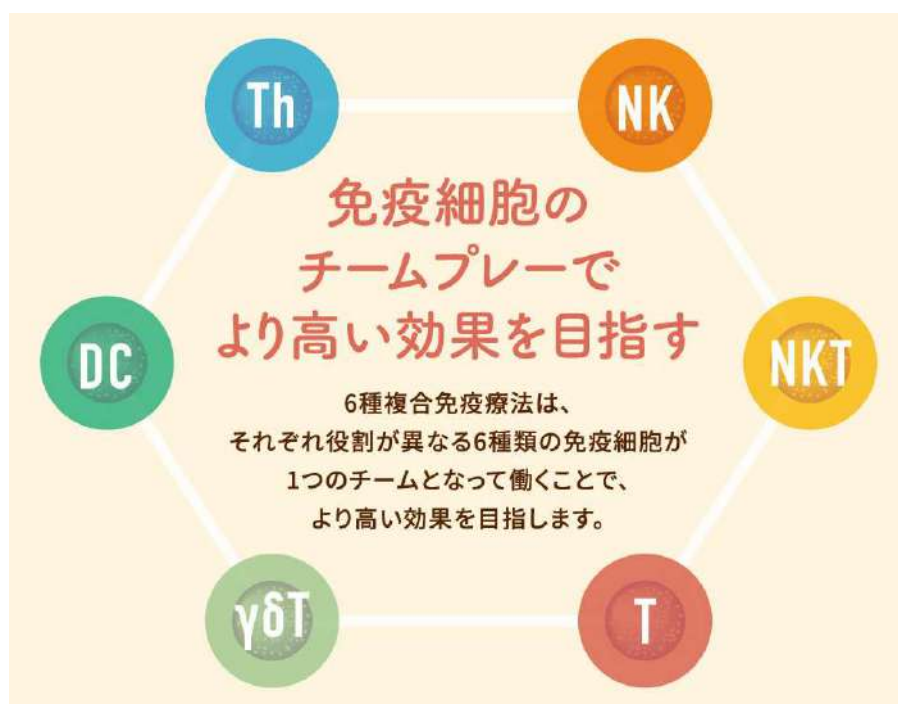 Th
NK
免疫細胞の
チームプレーで
より高い効果を目指す
DC
NKT
6種複合免疫療法は、
それぞれ役割が異なる6種類の免疫細胞が
1つのチームとなって働くことで、
より高い効果を目指します。
γδT
T